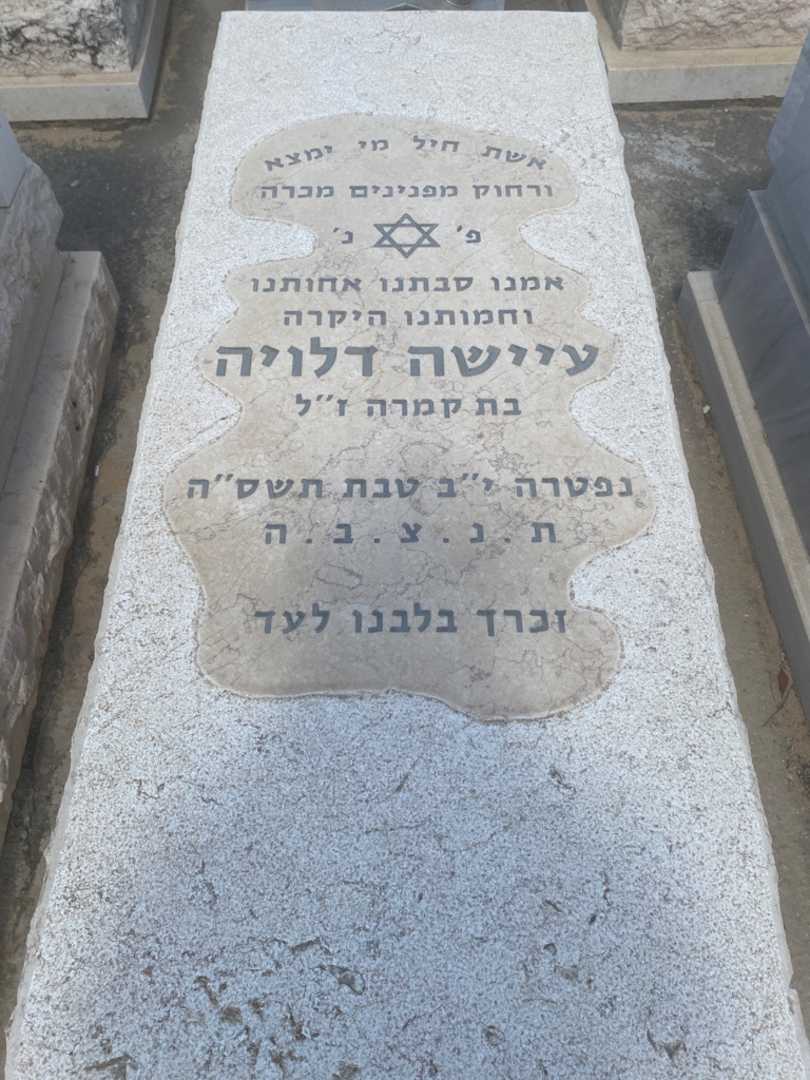 אשת חיל מי ימצא
ורחוק מפנינים מכרה
פ׳ נ׳
אמנו סבתנו אחותנו
וחמותנו היקרה
עיישה דלויה
בת קמרה ז״ל
נפטרה י״ב טבת תשס״ה
ת.נ.צ.ב.ה
זכרך בלבנו לעד